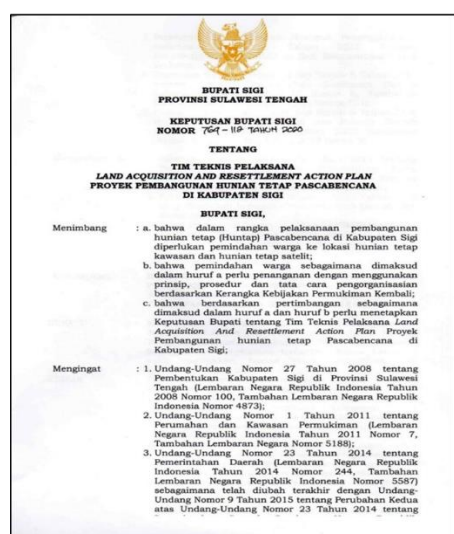 BUPATI SIGI
PROVINSI SULAWESI TENGAH
KEPUTUSAN BUPATI SIGI
NOMOR 769 - 118 TAHUN 2020
TENTANG
TIM TEKNIS PELAKSANA
LAND ACQUISITION AND RESETTLEMENT ACTION PLAN
PROYEK PEMBANGUNAN HUNIAN TETAP PASCABENCANA
DI KABUPATEN SIGI
BUPATI SIGI,
Menimbang : a. bahwa dalam rangka pelaksanaan pembangunan
hunian tetap (Huntap) Pascabencana di Kabupaten Sigi
diperlukan pemindahan warga ke lokasi hunian tetap
kawasan dan hunian tetap satelit;
b. bahwa pemindahan warga sebagaimana dimaksud
dalam huruf a perlu penanganan dengan menggunakan
prinsip, prosedur dan tata cara pengorganisasian
berdasarkan Kerangka Kebijakan Permukiman Kembali;
c. bahwa berdasarkan pertimbangan sebagaimana
dimaksud dalam huruf a dan huruf b perlu menetapkan
Keputusan Bupati tentang Tim Teknis Pelaksana Land
Acquisition And Resettlement Action Plan Proyek
Pembangunan hunian tetap Pascabencana di
Kabupaten Sigi;
Mengingat : 1. Undang-Undang Nomor 27 Tahun 2008 tentang
Pembentukan Kabupaten Sigi di Provinsi Sulawesi
Tengah (Lembaran Negara Republik Indonesia Tahun
2008 Nomor 100, Tambahan Lembaran Negara Republik
Indonesia Nomor 4873);
2. Undang-Undang Nomor 1 Tahun 2011 tentang
Perumahan dan Kawasan Permukiman (Lembaran
Negara Republik Indonesia Tahun 2011 Nomor 7,
Tambahan Lembaran Negara Nomor 5188);
3. Undang-Undang Nomor 23 Tahun 2014 tentang
Pemerintahan Daerah (Lembaran Negara Republik
Indonesia Tahun 2014 Nomor 244, Tambahan
Lembaran Negara Republik Indonesia Nomor 5587)
sebagaimana telah diubah terakhir dengan Undang-
Undang Nomor 9 Tahun 2015 tentang Perubahan Kedua
atas Undang-Undang Nomor 23 Tahun 2014 tentang